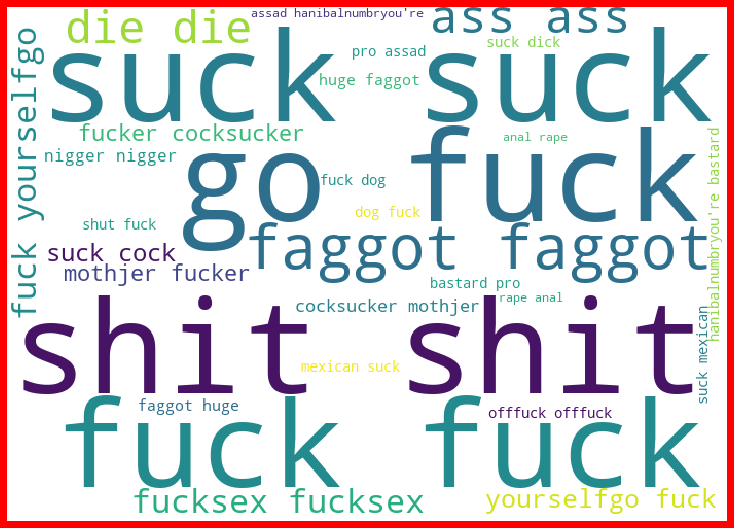 assad hanibalnumbryou're
die die
ass ass
suck suck
pro assad
suck dick
huge faggot
fuck yourselfgo
fucker cocksucker
anal rape
nigger nigger
go fuck
fuck dog
dog fuck
shut fuck
faggot faggot
suck cock
mothjer fucker
hanibalnumbryou're bastard
bastard pro
rape anal
cocksucker mothjer
shit shit
suck mexican
mexican suck
faggot huge
offfuck offfuck
fuck fuck
fucksex fucksex
yourselfgo fuck